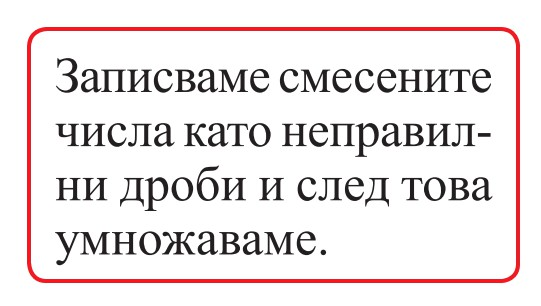 Записваме смесените
числа като неправил-
ни дроби и след това
умножаваме.